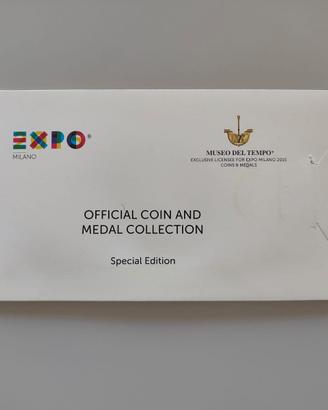 EXPO®
MILANO
MUSEO DEL TEMPO®
EXCLUSIVE LICENSEE FOR EXPO MILANO 2015
COINS & MEDALS
OFFICIAL COIN AND
MEDAL COLLECTION
Special Edition